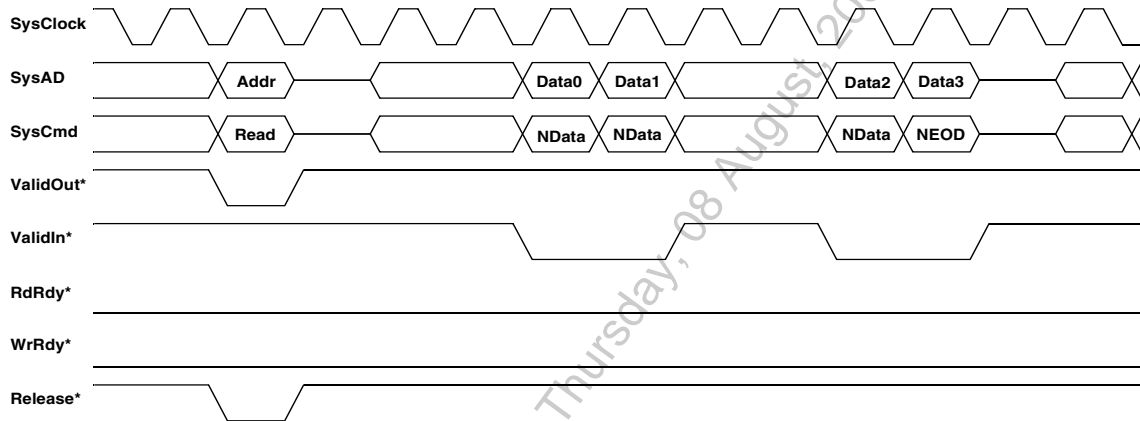 SysClock
SysAD Addr Data0 Data1 Data2 Data3
SysCmd Read NData NData NData NEOD
ValidOut*
ValidIn*
RdRdy*
WrRdy*
Release*
Thursday, 08 August,